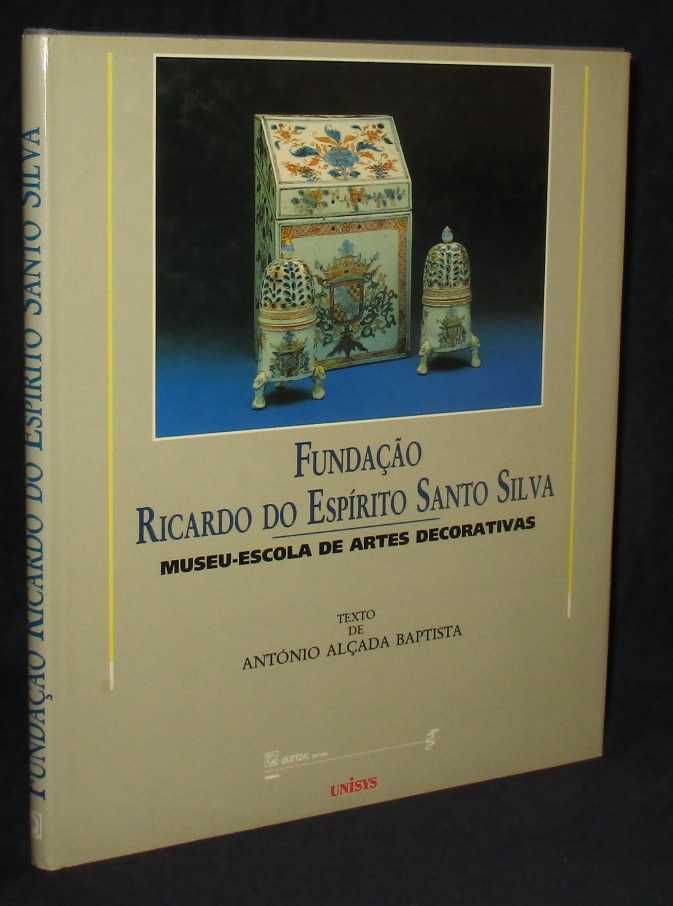 FUNDAÇÃO RICARDO DO ESPÍRITO SANTO SILVA
FUNDAÇÃO
RICARDO DO ESPÍRITO SANTO SILVA
MUSEU-ESCOLA DE ARTES DECORATIVAS
TEXTO
DE
ANTÓNIO ALÇADA BAPTISTA
UNISYS